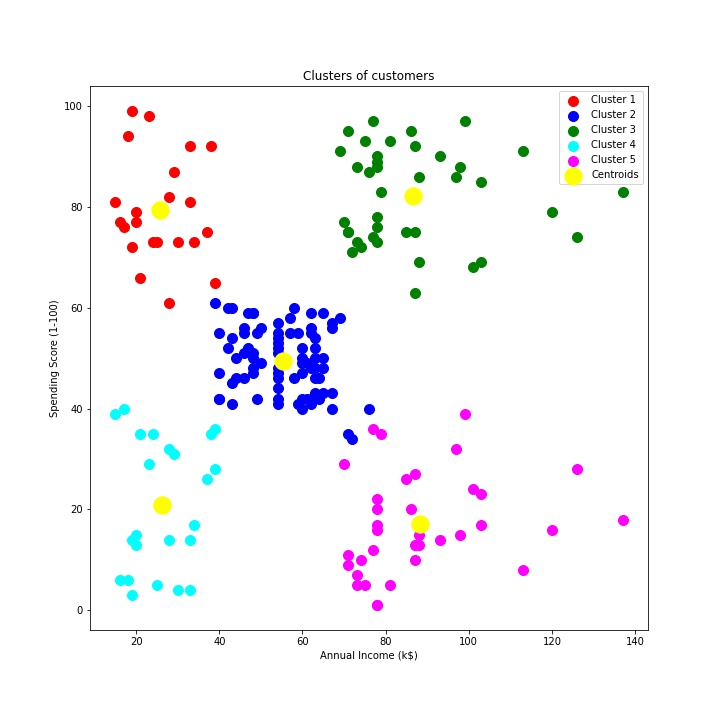 Clusters of customers
Cluster 1
Cluster 2
Cluster 3
Cluster 4
Cluster 5
Centroids
100
80
60
40
20
0
Spending Score (1-100)
20 40 60 80 100 120 140
Annual Income (k$)